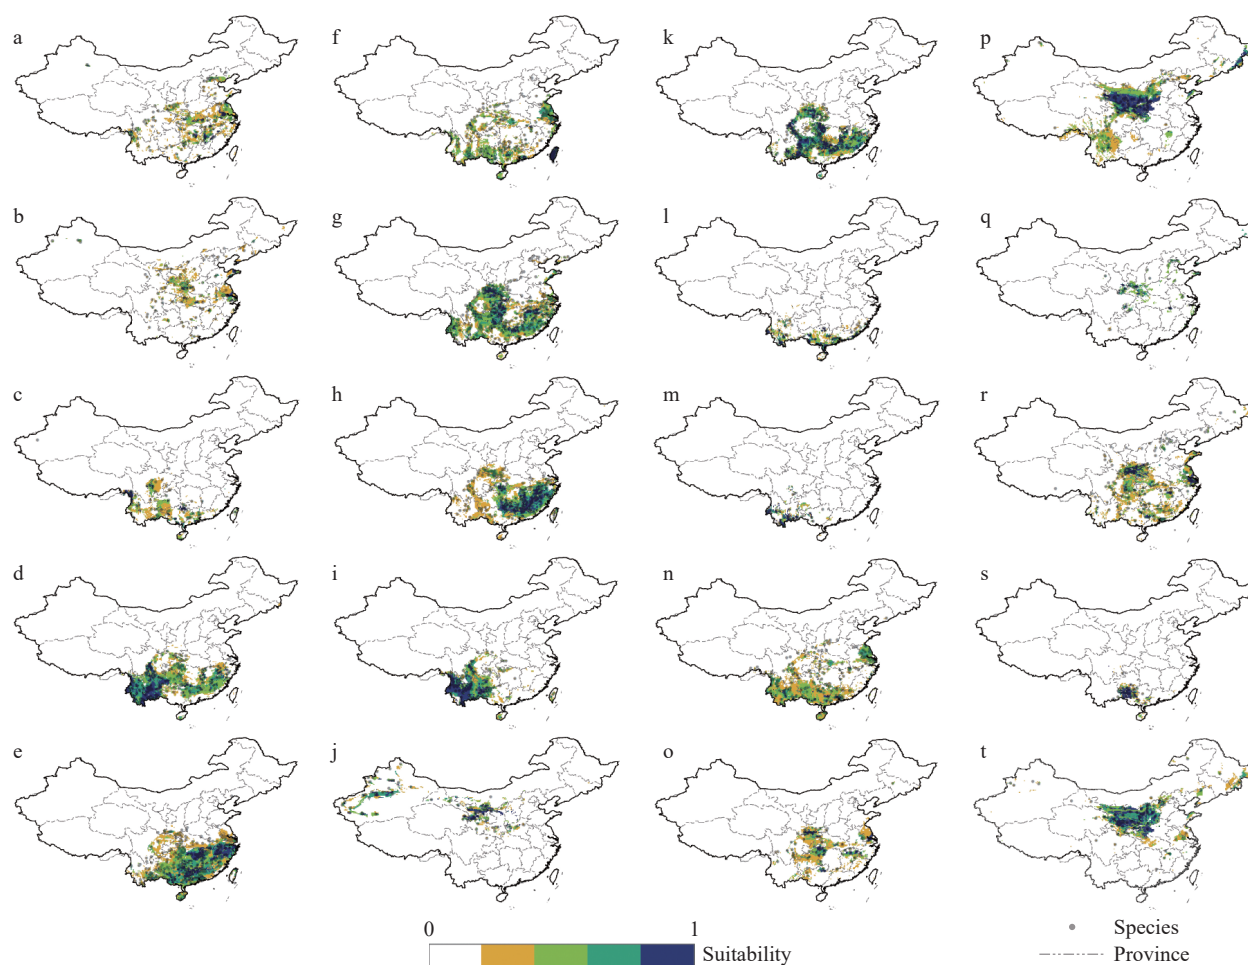 a f k p
b g l q
c h m r
d i n s
e j o t
0 1
Suitability
Species
Province